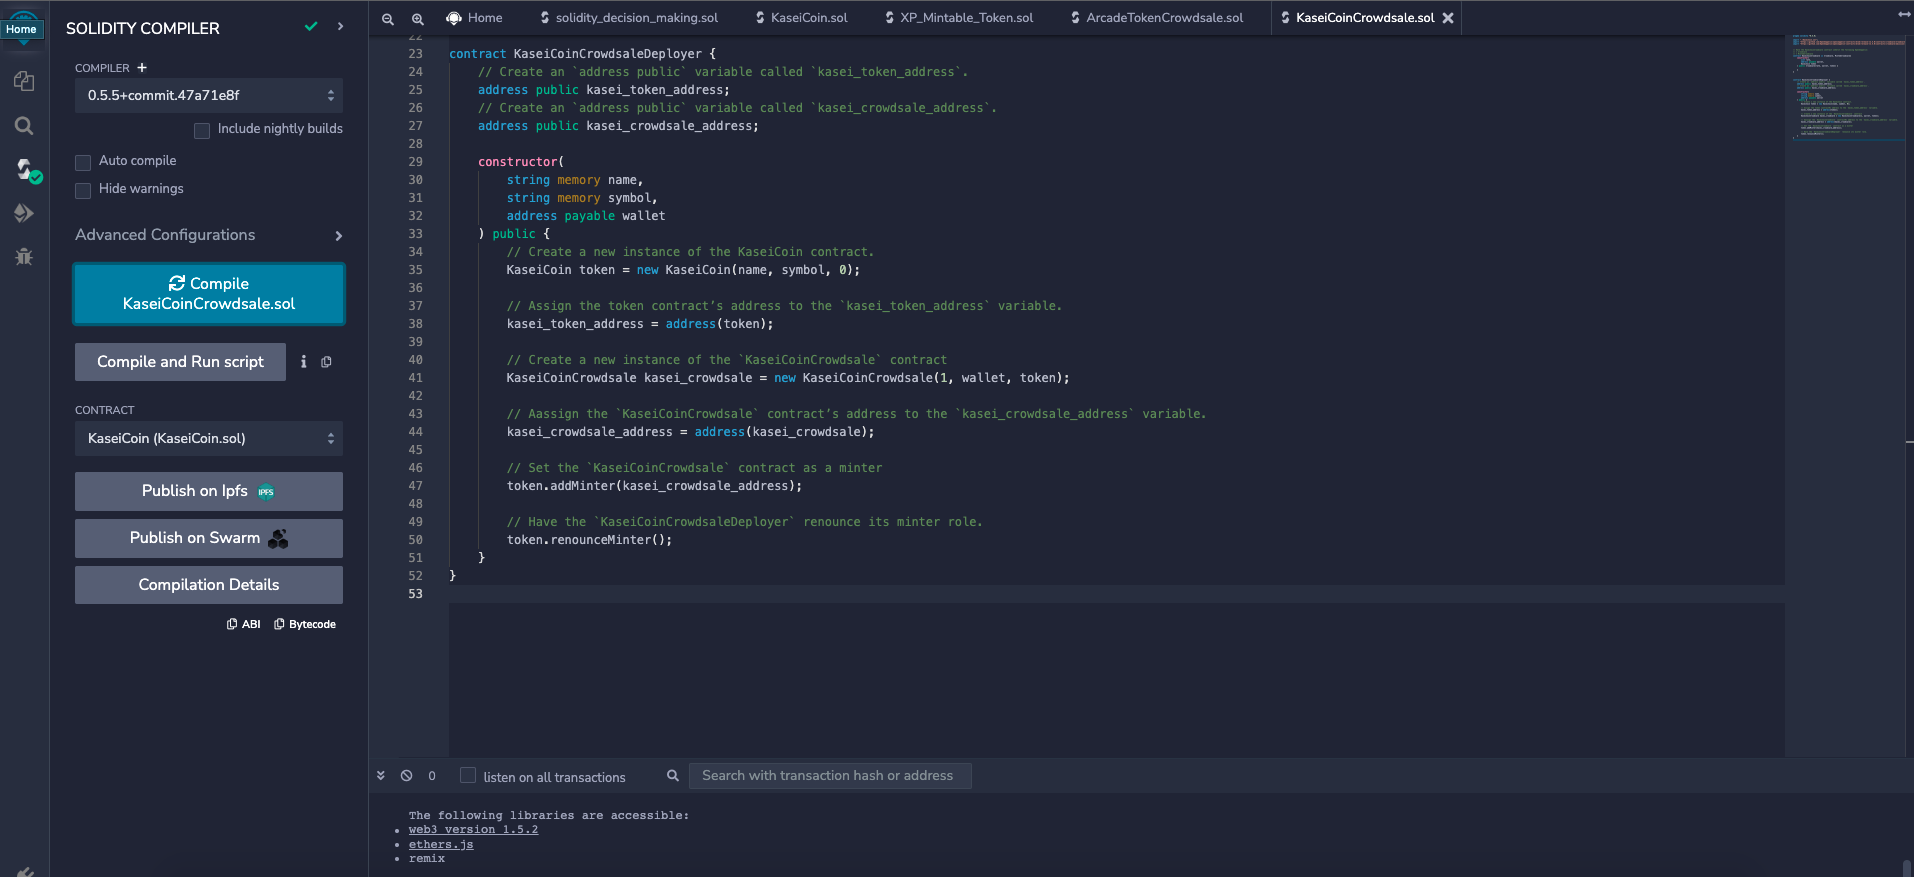 Home
SOLIDITY COMPILER
COMPILER +
0.5.5+commit.47a71e8f
Include nightly builds
Auto compile
Hide warnings
Advanced Configurations
Compile
KaseiCoinCrowdsale.sol
Compile and Run script
CONTRACT
KaseiCoin (KaseiCoin.sol)
Publish on Ipfs IPFS
Publish on Swarm
Compilation Details
ABI Bytecode
Home solidity_decision_making.sol KaseiCoin.sol XP_Mintable_Token.sol ArcadeTokenCrowdsale.sol KaseiCoinCrowdsale.sol
22
23 contract KaseiCoinCrowdsaleDeployer {
24 // Create an `address public` variable called `kasei_token_address`.
25 address public kasei_token_address;
26 // Create an `address public` variable called `kasei_crowdsale_address`.
27 address public kasei_crowdsale_address;
28
29 constructor(
30 string memory name,
31 string memory symbol,
32 address payable wallet
33 ) public {
34 // Create a new instance of the KaseiCoin contract.
35 KaseiCoin token = new KaseiCoin(name, symbol, 0);
36
37 // Assign the token contract’s address to the `kasei_token_address` variable.
38 kasei_token_address = address(token);
39
40 // Create a new instance of the `KaseiCoinCrowdsale` contract
41 KaseiCoinCrowdsale kasei_crowdsale = new KaseiCoinCrowdsale(1, wallet, token);
42
43 // Aassign the `KaseiCoinCrowdsale` contract’s address to the `kasei_crowdsale_address` variable.
44 kasei_crowdsale_address = address(kasei_crowdsale);
45
46 // Set the `KaseiCoinCrowdsale` contract as a minter
47 token.addMinter(kasei_crowdsale_address);
48
49 // Have the `KaseiCoinCrowdsaleDeployer` renounce its minter role.
50 token.renounceMinter();
51 }
52 }
53
0 listen on all transactions Search with transaction hash or address
The following libraries are accessible:
web3 version 1.5.2
ethers.js
remix